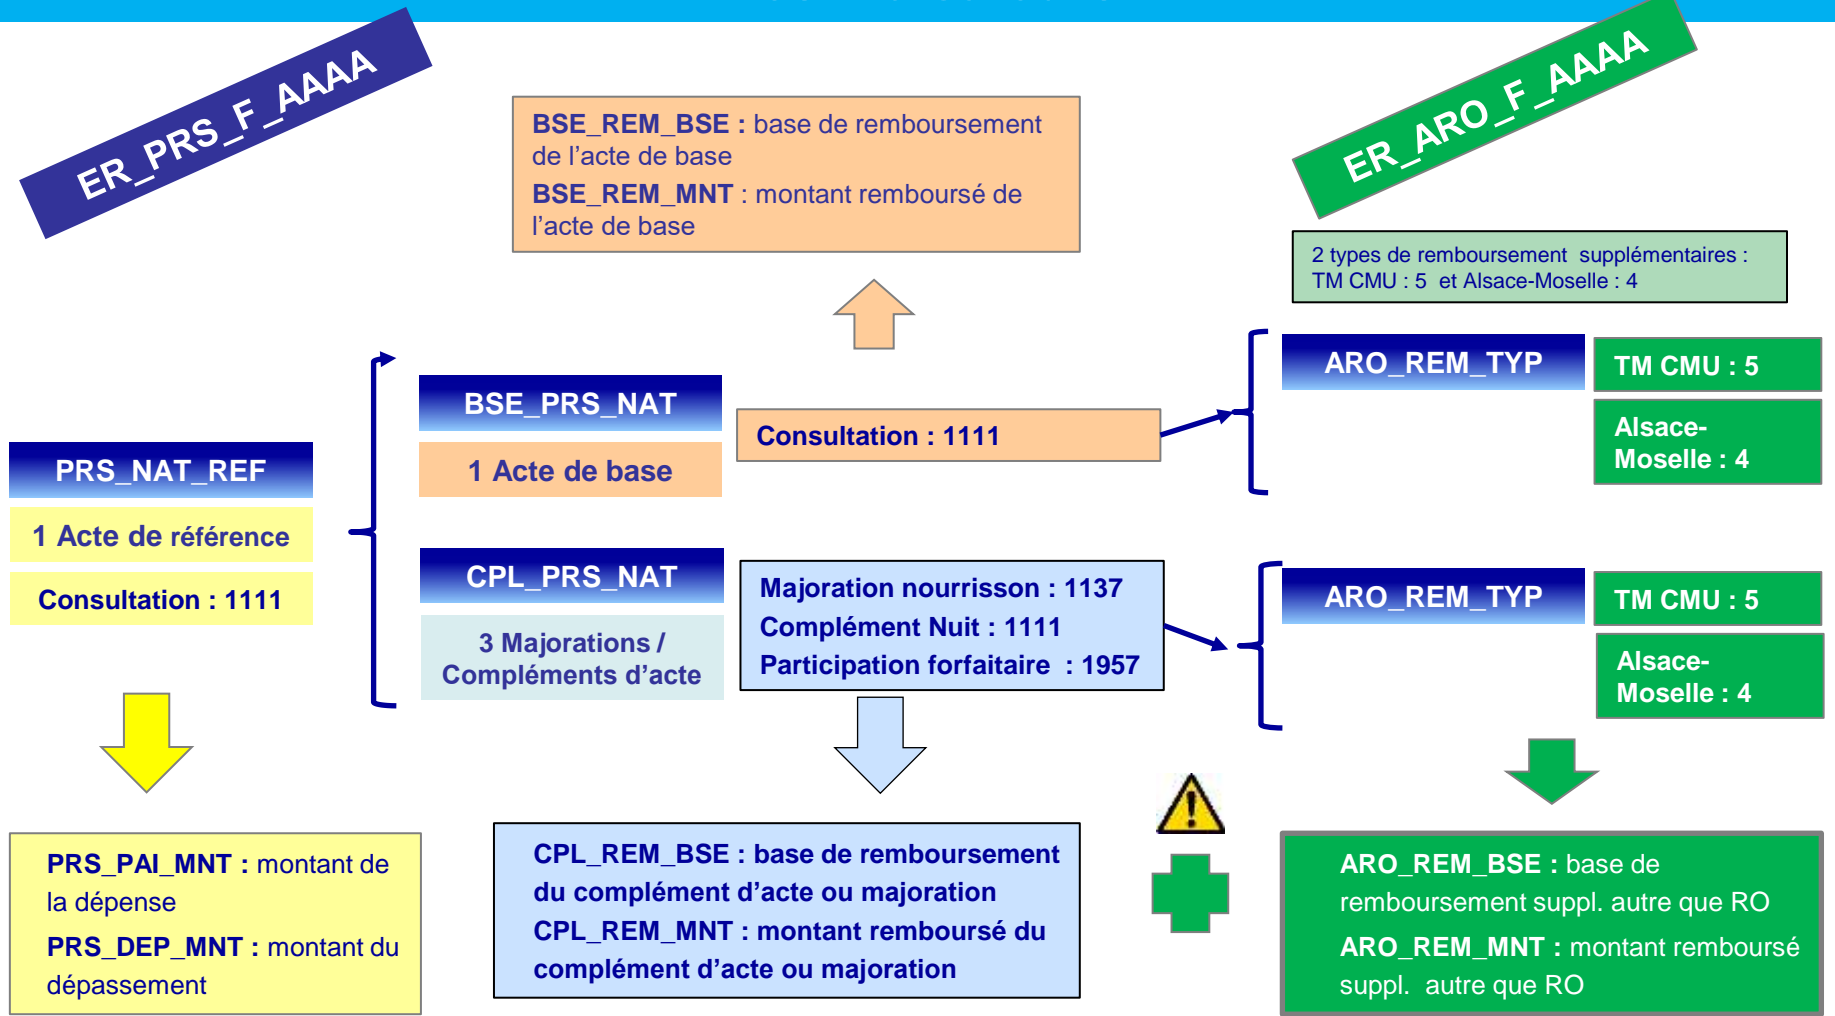 ER_PRS_F_AAAA
BSE_REM_BSE : base de remboursement
de l’acte de base
BSE_REM_MNT : montant remboursé de
l’acte de base
ER_ARO_F_AAAA
2 types de remboursement supplémentaires :
TM CMU : 5 et Alsace-Moselle : 4
PRS_NAT_REF
1 Acte de référence
Consultation : 1111
BSE_PRS_NAT
1 Acte de base
Consultation : 1111
ARO_REM_TYP
TM CMU : 5
Alsace-
Moselle : 4
CPL_PRS_NAT
3 Majorations /
Compléments d’acte
Majoration nourrisson : 1137
Complément Nuit : 1111
Participation forfaitaire : 1957
ARO_REM_TYP
TM CMU : 5
Alsace-
Moselle : 4
PRS_PAI_MNT : montant de
la dépense
PRS_DEP_MNT : montant du
dépassement
CPL_REM_BSE : base de remboursement
du complément d’acte ou majoration
CPL_REM_MNT : montant remboursé du
complément d’acte ou majoration
ARO_REM_BSE : base de
remboursement suppl. autre que RO
ARO_REM_MNT : montant remboursé
suppl. autre que RO